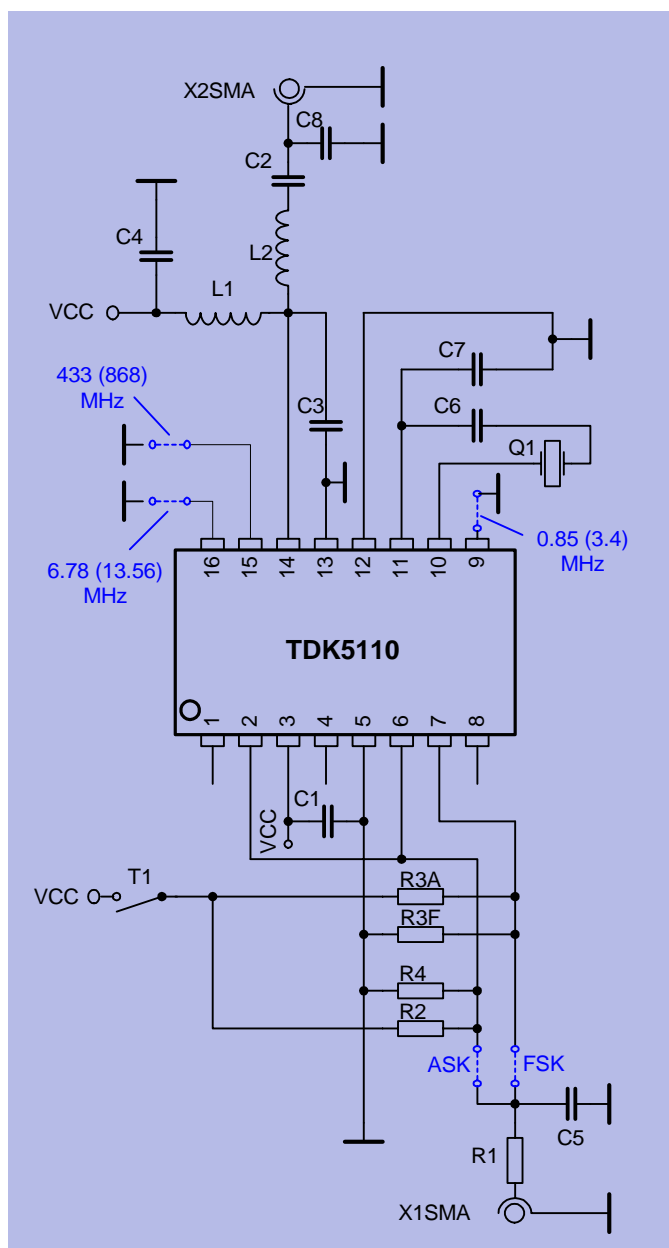 X2SMA
C8
C2
C4
L2
L1
VCC
C7
433 (868)
MHz
C3
C6
Q1
0.85 (3.4)
MHz
6.78 (13.56)
MHz
16
15
14
13
12
11
10
9
TDK5110
1
2
3
4
5
6
7
8
C1
VCC
T1
VCC
R3A
R3F
R4
R2
ASK
FSK
C5
R1
X1SMA